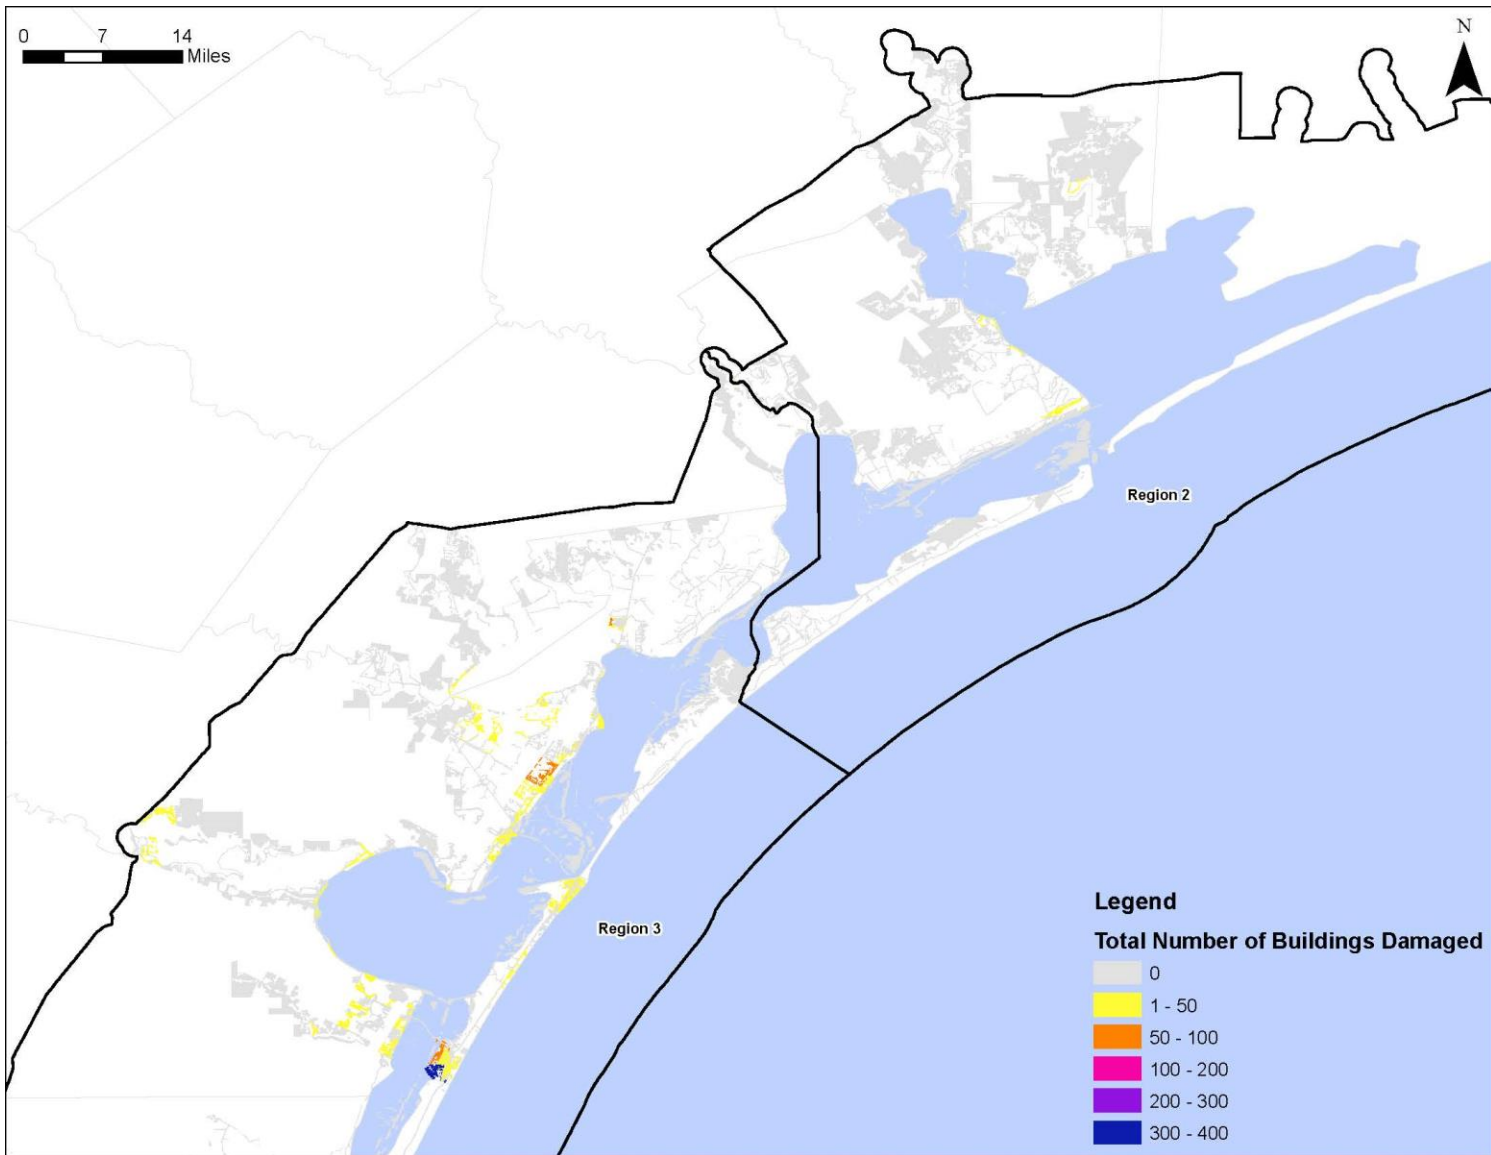 0 7 14
Miles
N
Region 2
Region 3
Legend
Total Number of Buildings Damaged
0
1 - 50
50 - 100
100 - 200
200 - 300
300 - 400